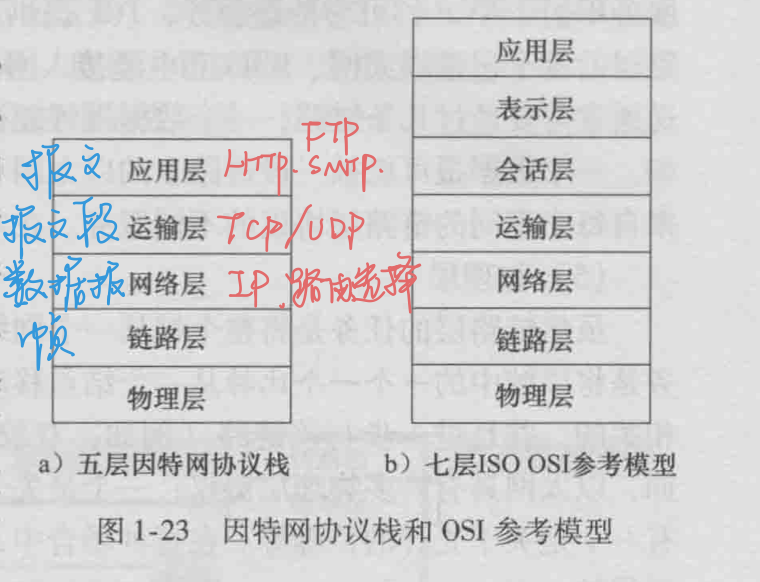 应用层
表示层
FTP
报文 应用层 HTTP. SMTP. 会话层
报文段 运输层 TCP/UDP 运输层
数据报 网络层 IP.路由选择 网络层
帧 链路层 链路层
物理层 物理层
a）五层因特网协议栈 b）七层ISO OSI参考模型
图 1-23 因特网协议栈和 OSI 参考模型